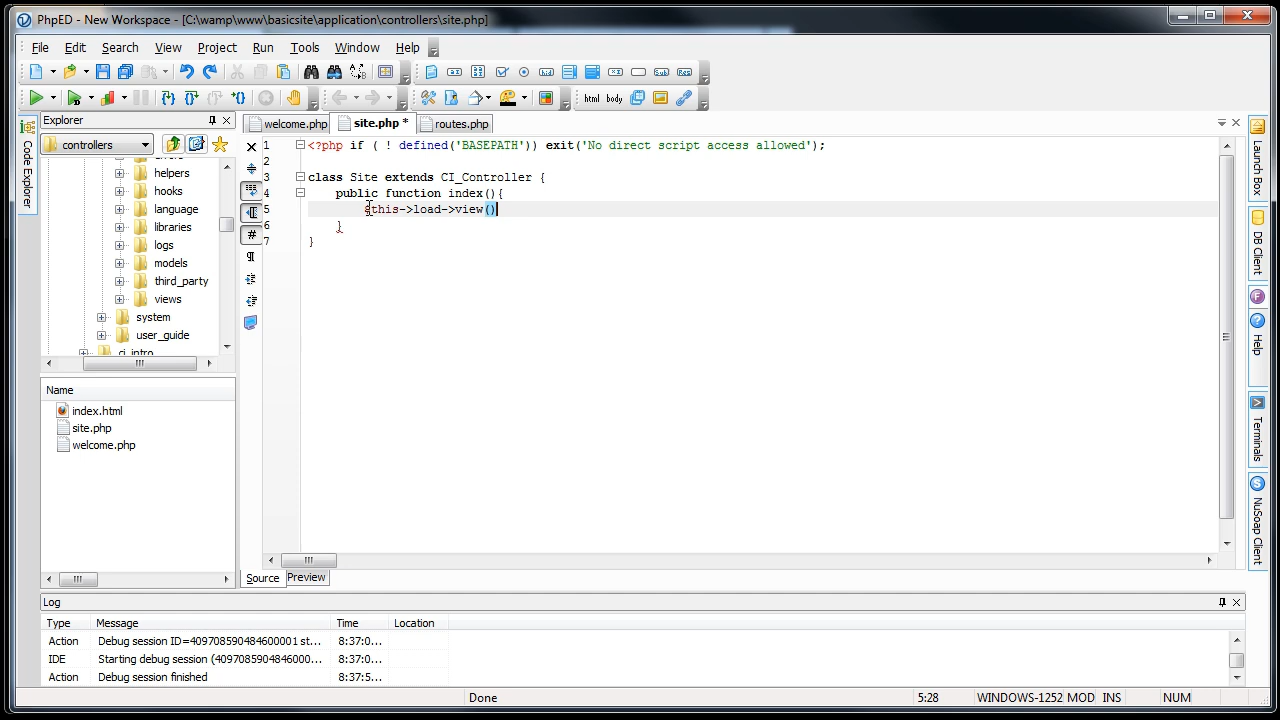 PhpED - New Workspace - [C:\wamp\www\basicsite\application\controllers\site.php]
File Edit Search View Project Run Tools Window Help
html body
Explorer
welcome.php site.php * routes.php
controllers
helpers
hooks
language
libraries
logs
models
third_party
views
system
user_guide
ci_intro
Code Explorer
1 <?php if ( ! defined('BASEPATH')) exit('No direct script access allowed');
2
3 class Site extends CI_Controller {
4 public function index(){
5 $this->load->view()
6 }
7 }
Name
index.html
site.php
welcome.php
Source Preview
Launch Box
DB Client
Help
Terminals
NuSoap Client
Log
Type Message Time Location
Action Debug session ID=409708590484600001 st... 8:37:0...
IDE Starting debug session (4097085904846000... 8:37:0...
Action Debug session finished 8:37:5...
Done 5:28 WINDOWS-1252 MOD INS NUM